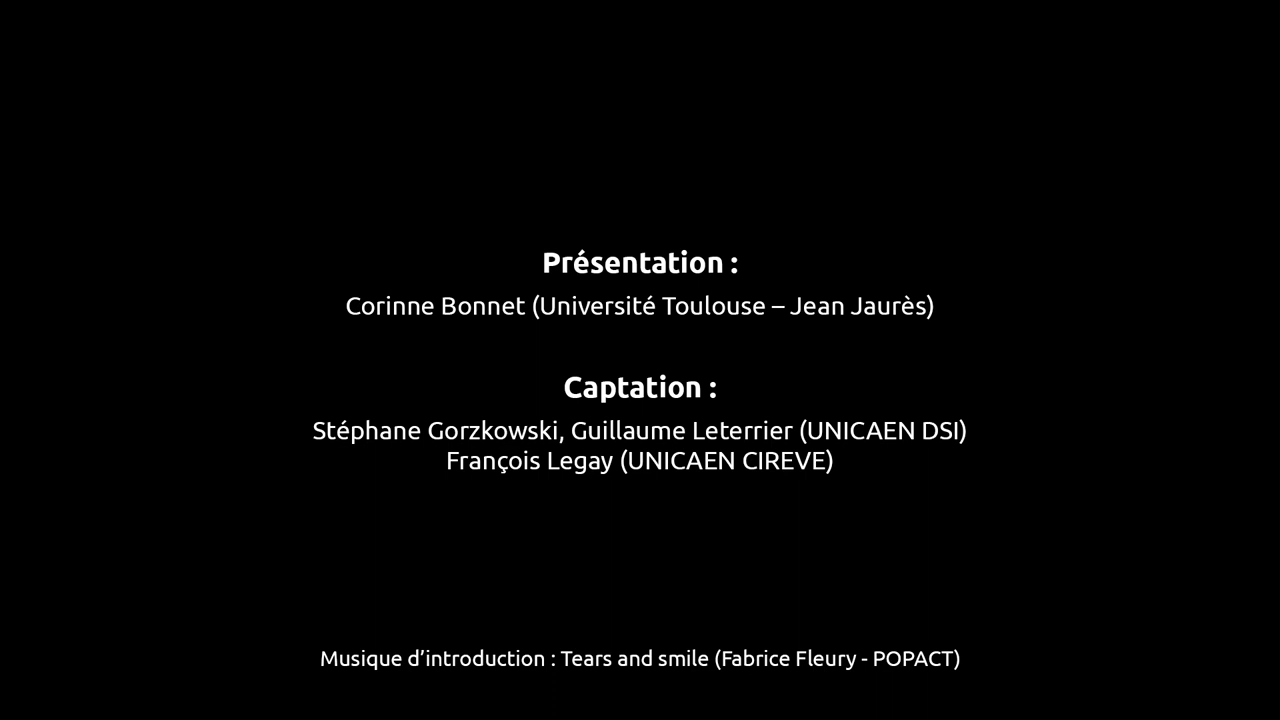 Présentation :
Corinne Bonnet (Université Toulouse – Jean Jaurès)
Captation :
Stéphane Gorzkowski, Guillaume Leterrier (UNICAEN DSI)
François Legay (UNICAEN CIREVE)
Musique d’introduction : Tears and smile (Fabrice Fleury - POPACT)